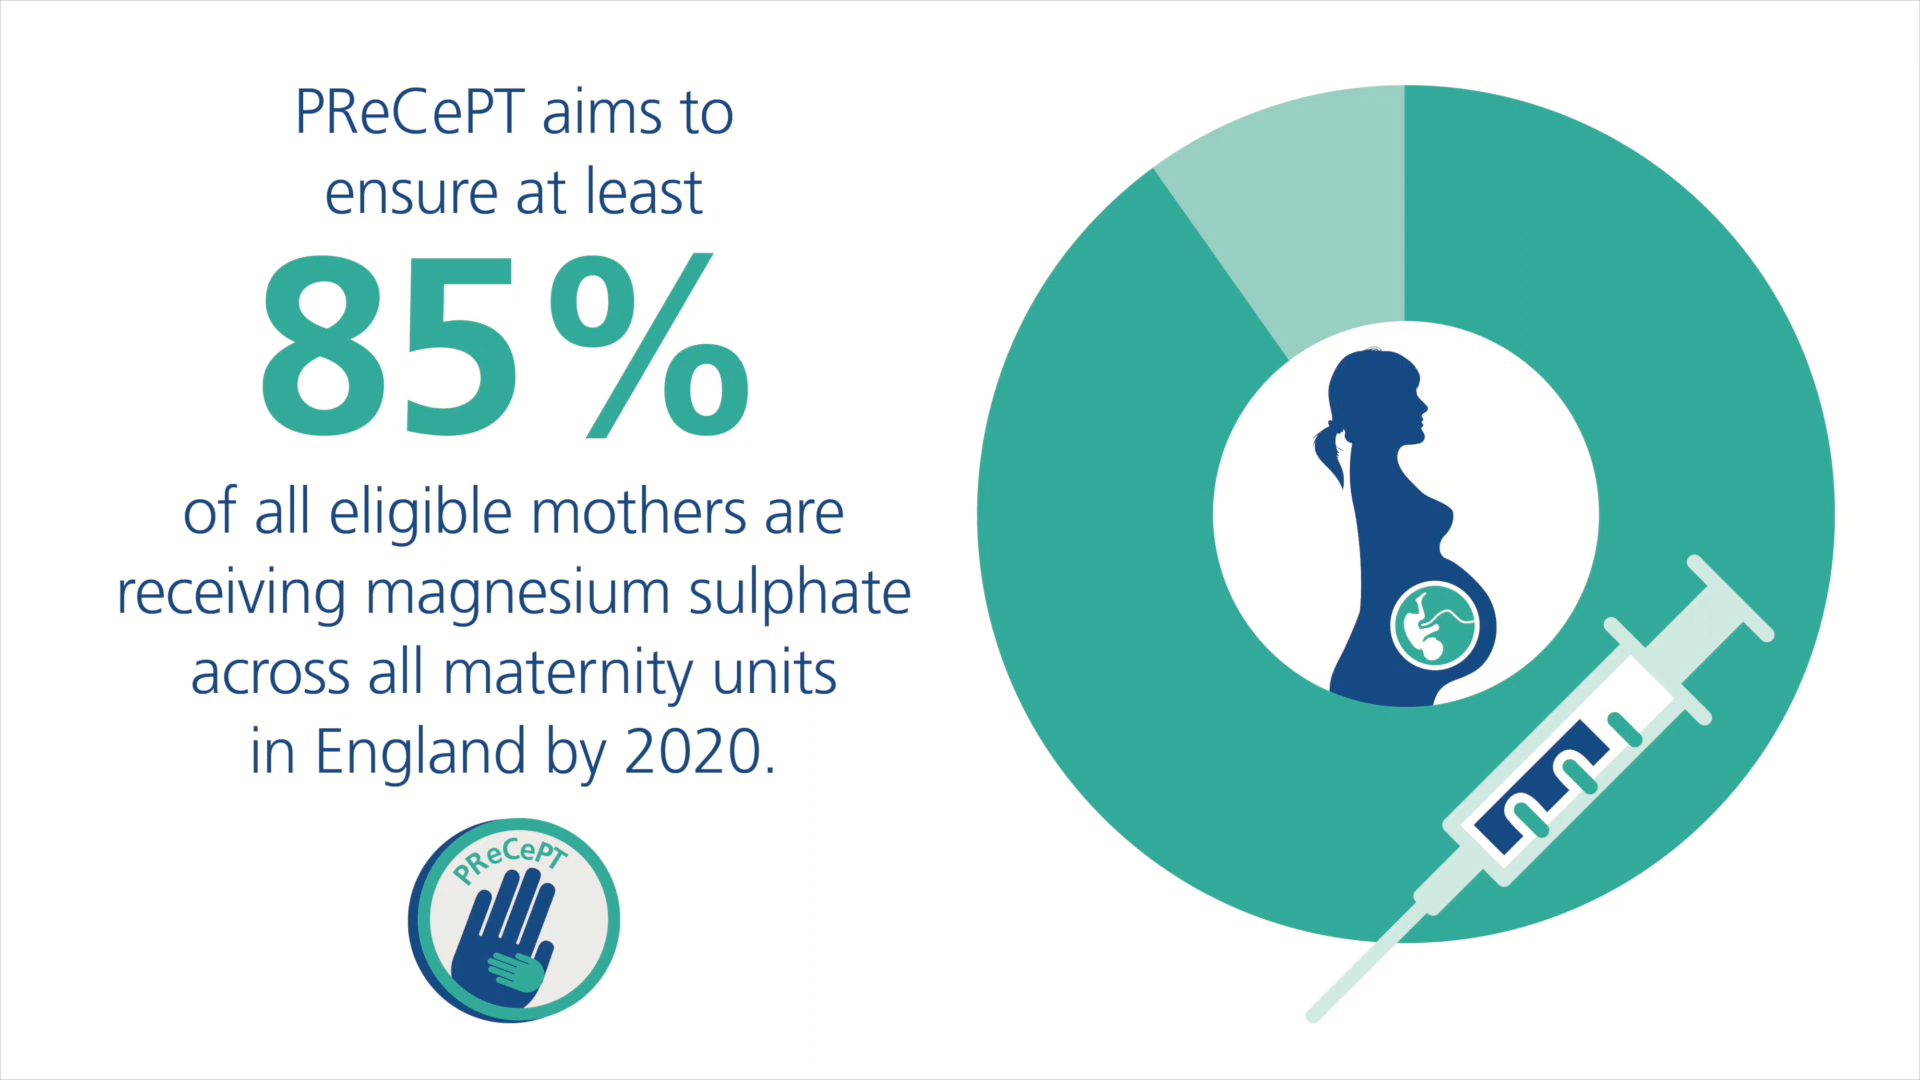 PReCePT aims to
ensure at least
85%
of all eligible mothers are
receiving magnesium sulphate
across all maternity units
in England by 2020.
PReCePT